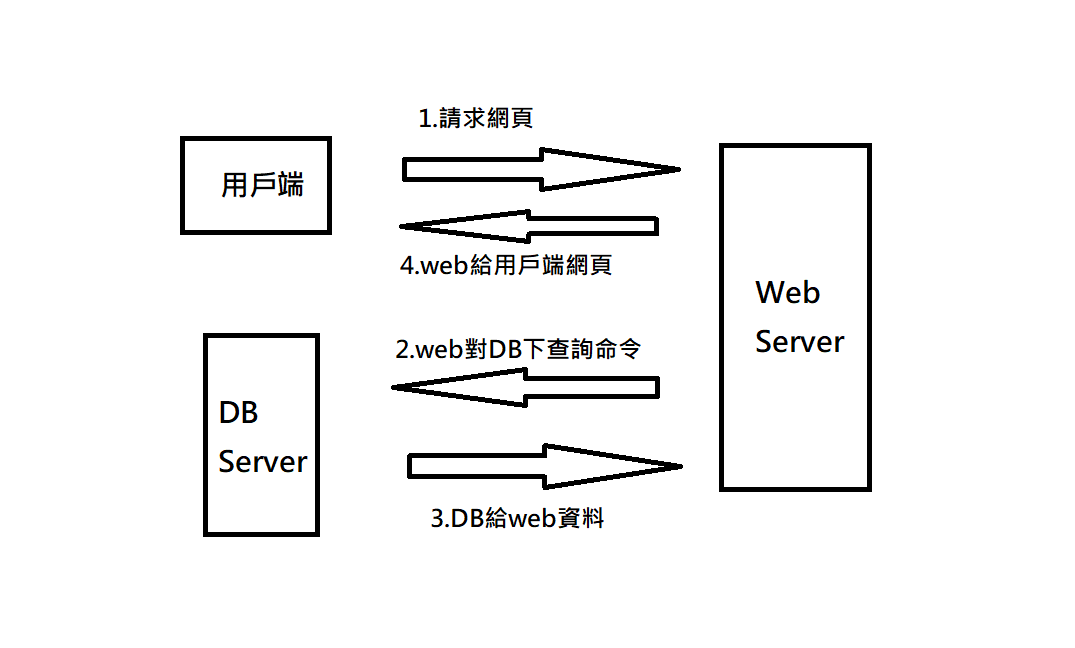 1.請求網頁
用戶端
4.web給用戶端網頁
Web
Server
2.web對DB下查詢命令
DB
Server
3.DB給web資料